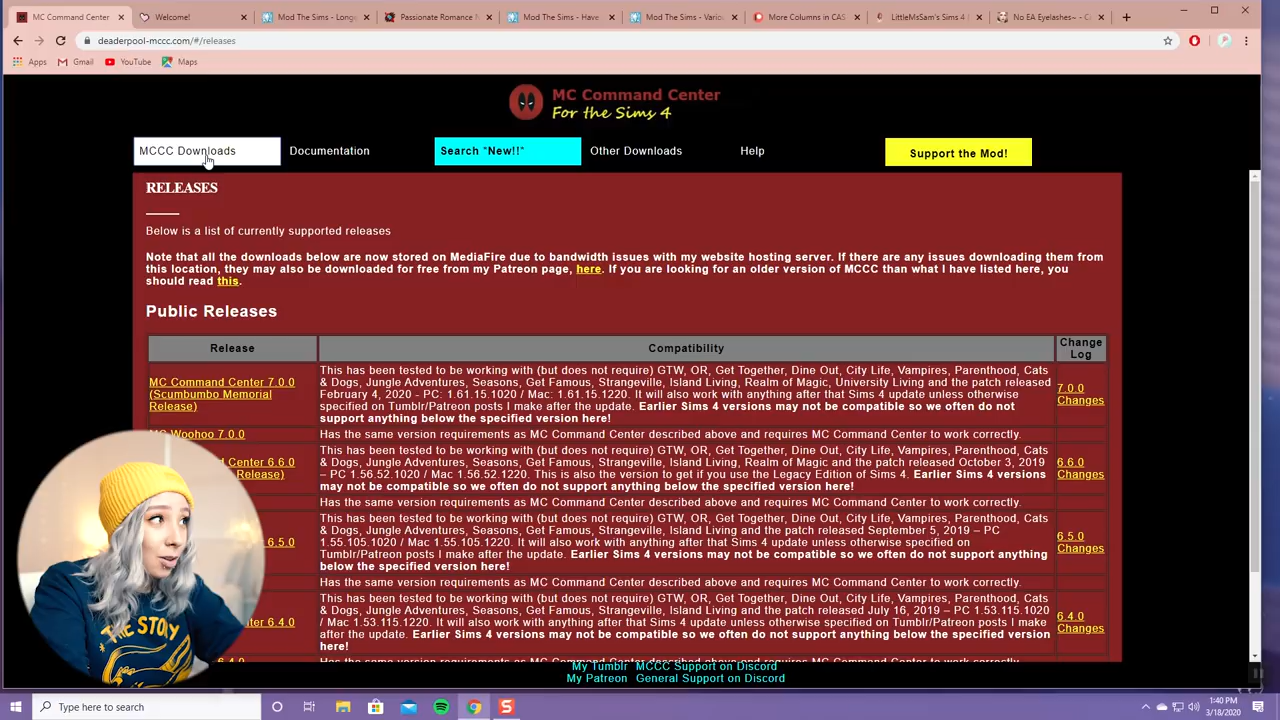 MC Command Center
Welcome!
Mod The Sims - Long
Passionate Romance M
Mod The Sims - Have
Mod The Sims - Variou
More Columns in CAS
LittleMsSam's Sims 4
No EA Eyelashes~ - C
deaderpool-mccc.com/#/releases
Apps
Gmail
YouTube
Maps
MC Command Center
For the Sims 4
MCCC Downloads
Documentation
Search *New!!*
Other Downloads
Help
Support the Mod!
RELEASES
Below is a list of currently supported releases
Note that all the downloads below are now stored on MediaFire due to bandwidth issues with my website hosting server. If there are any issues downloading them from
this location, they may also be downloaded for free from my Patreon page, here. If you are looking for an older version of MCCC than what I have listed here, you
should read this.
Public Releases
Release
Compatibility
Change
Log
MC Command Center 7.0.0
(Scumbumbo Memorial
Release)
This has been tested to be working with (but does not require) GTW, OR, Get Together, Dine Out, City Life, Vampires, Parenthood, Cats
& Dogs, Jungle Adventures, Seasons, Get Famous, Strangeville, Island Living, Realm of Magic, University Living and the patch released
February 4, 2020 - PC: 1.61.15.1020 / Mac: 1.61.15.1220. It will also work with anything after that Sims 4 update unless otherwise
specified on Tumblr/Patreon posts I make after the update. Earlier Sims 4 versions may not be compatible so we often do not
support anything below the specified version here!
7.0.0
Changes
MC Woohoo 7.0.0
Has the same version requirements as MC Command Center described above and requires MC Command Center to work correctly.
Center 6.6.0
Release)
This has been tested to be working with (but does not require) GTW, OR, Get Together, Dine Out, City Life, Vampires, Parenthood, Cats
& Dogs, Jungle Adventures, Seasons, Get Famous, Strangeville, Island Living, Realm of Magic and the patch released October 3, 2019
– PC 1.56.52.1020 / Mac 1.56.52.1220. This is also the version to get if you use the Legacy Edition of Sims 4. Earlier Sims 4 versions
may not be compatible so we often do not support anything below the specified version here!
6.6.0
Changes
Has the same version requirements as MC Command Center described above and requires MC Command Center to work correctly.
6.5.0
This has been tested to be working with (but does not require) GTW, OR, Get Together, Dine Out, City Life, Vampires, Parenthood, Cats
& Dogs, Jungle Adventures, Seasons, Get Famous, Strangeville, Island Living and the patch released September 5, 2019 – PC
1.55.105.1020 / Mac 1.55.105.1220. It will also work with anything after that Sims 4 update unless otherwise specified on
Tumblr/Patreon posts I make after the update. Earlier Sims 4 versions may not be compatible so we often do not support anything
below the specified version here!
6.5.0
Changes
Has the same version requirements as MC Command Center described above and requires MC Command Center to work correctly.
6.4.0
This has been tested to be working with (but does not require) GTW, OR, Get Together, Dine Out, City Life, Vampires, Parenthood, Cats
& Dogs, Jungle Adventures, Seasons, Get Famous, Strangeville, Island Living and the patch released July 16, 2019 – PC 1.53.115.1020
/ Mac 1.53.115.1220. It will also work with anything after that Sims 4 update unless otherwise specified on Tumblr/Patreon posts I make
after the update. Earlier Sims 4 versions may not be compatible so we often do not support anything below the specified version
here!
6.4.0
Changes
My Tumblr
MCCC Support on Discord
My Patreon
General Support on Discord
THE STORY
Type here to search
1:40 PM
3/18/2020